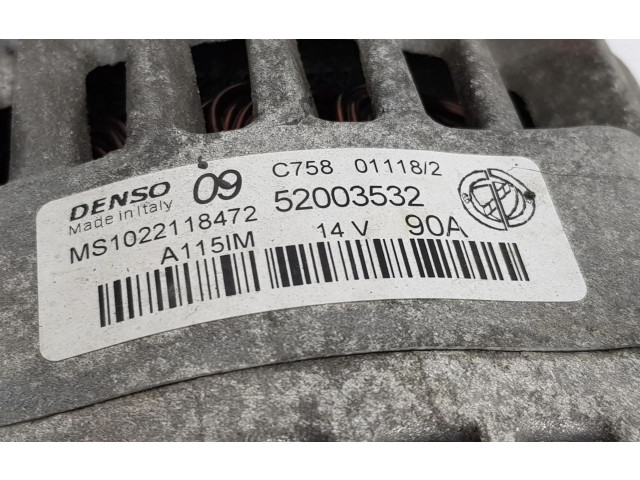 DENSO 09 C758 01118/2
Made in Italy
MS1022118472 52003532
A115IM 14 V 90A